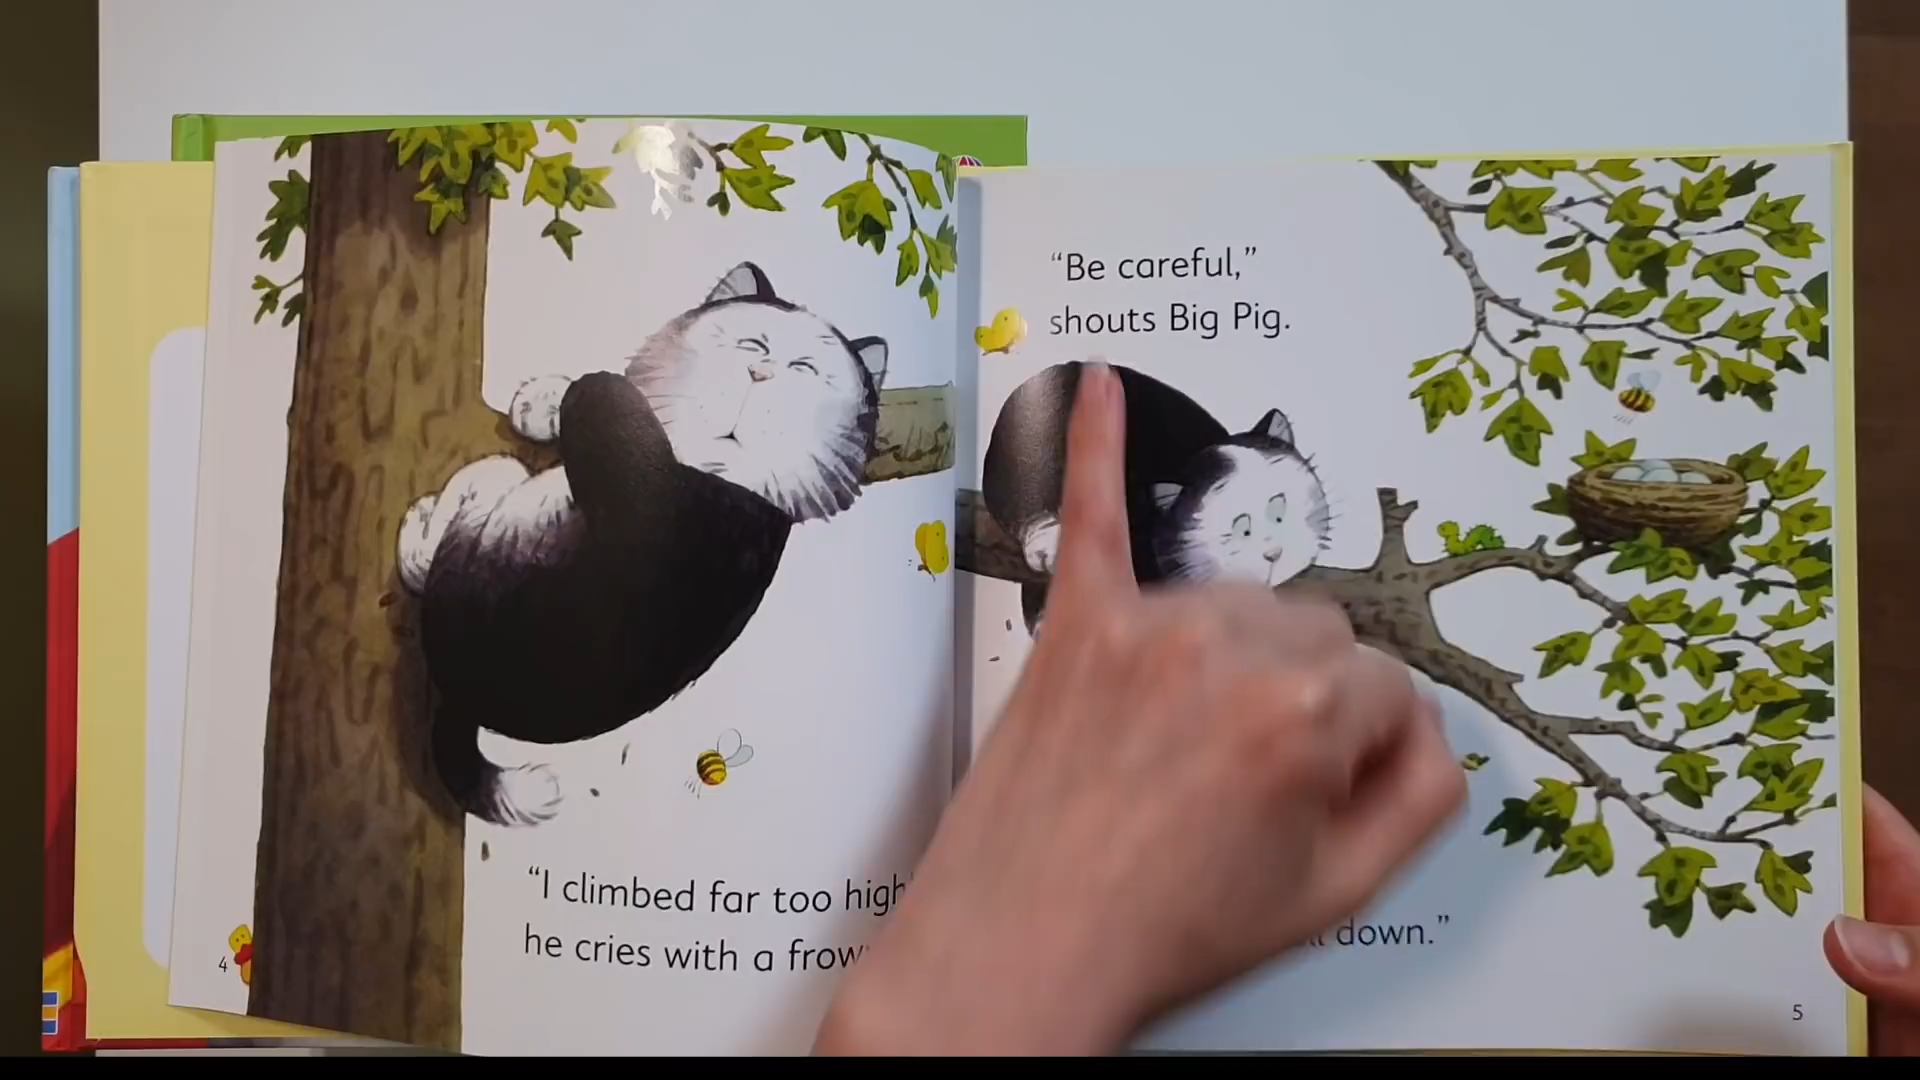 “I climbed far too high
he cries with a frow
4
“Be careful,”
shouts Big Pig.
down.”
5